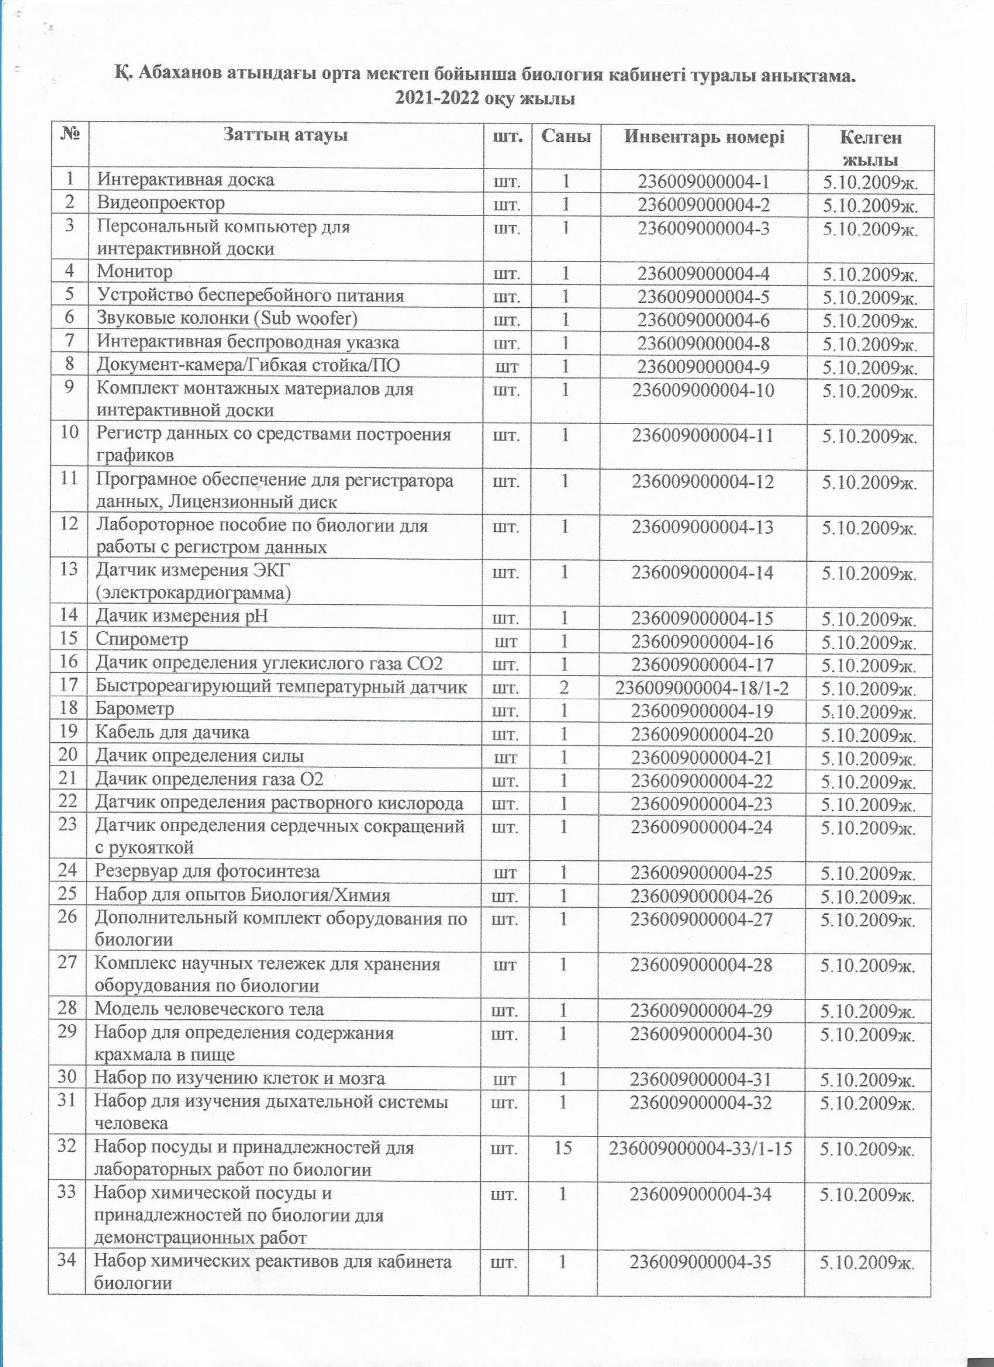 Қ. Абаханов атындағы орта мектеп бойынша биология кабинеті туралы анықтама.
2021-2022 оқу жылы
№ Заттың атауы шт. Саны Инвентарь номері Келген
жылы
1 Интерактивная доска шт. 1 236009000004-1 5.10.2009ж.
2 Видеопроектор шт. 1 236009000004-2 5.10.2009ж.
3 Персональный компьютер для шт. 1 236009000004-3 5.10.2009ж.
интерактивной доски
4 Монитор шт. 1 236009000004-4 5.10.2009ж.
5 Устройство бесперебойного питания шт. 1 236009000004-5 5.10.2009ж.
6 Звуковые колонки (Sub woofer) шт. 1 236009000004-6 5.10.2009ж.
7 Интерактивная беспроводная указка шт. 1 236009000004-8 5.10.2009ж.
8 Документ-камера/Гибкая стойка/ПО шт 1 236009000004-9 5.10.2009ж.
9 Комплект монтажных материалов для шт. 1 236009000004-10 5.10.2009ж.
интерактивной доски
10 Регистр данных со средствами построения шт. 1 236009000004-11 5.10.2009ж.
графиков
11 Програмное обеспечение для регистратора шт. 1 236009000004-12 5.10.2009ж.
данных, Лицензионный диск
12 Лабороторное пособие по биологии для шт. 1 236009000004-13 5.10.2009ж.
работы с регистром данных
13 Датчик измерения ЭКГ шт. 1 236009000004-14 5.10.2009ж.
(электрокардиограмма)
14 Дачик измерения рН шт. 1 236009000004-15 5.10.2009ж.
15 Спирометр шт 1 236009000004-16 5.10.2009ж.
16 Дачик определения углекислого газа СО2 шт. 1 236009000004-17 5.10.2009ж.
17 Быстрореагирующий температурный датчик шт. 2 236009000004-18/1-2 5.10.2009ж.
18 Барометр шт. 1 236009000004-19 5.10.2009ж.
19 Кабель для дачика шт. 1 236009000004-20 5.10.2009ж.
20 Дачик определения силы шт 1 236009000004-21 5.10.2009ж.
21 Дачик определения газа О2 шт. 1 236009000004-22 5.10.2009ж.
22 Датчик определения растворного кислорода шт. 1 236009000004-23 5.10.2009ж.
23 Датчик определения сердечных сокращений шт. 1 236009000004-24 5.10.2009ж.
с рукояткой
24 Резервуар для фотосинтеза шт 1 236009000004-25 5.10.2009ж.
25 Набор для опытов Биология/Химия шт. 1 236009000004-26 5.10.2009ж.
26 Дополнительный комплект оборудования по шт. 1 236009000004-27 5.10.2009ж.
биологии
27 Комплекс научных тележек для хранения шт 1 236009000004-28 5.10.2009ж.
оборудования по биологии
28 Модель человеческого тела шт. 1 236009000004-29 5.10.2009ж.
29 Набор для определения содержания шт. 1 236009000004-30 5.10.2009ж.
крахмала в пище
30 Набор по изучению клеток и мозга шт 1 236009000004-31 5.10.2009ж.
31 Набор для изучения дыхательной системы шт. 1 236009000004-32 5.10.2009ж.
человека
32 Набор посуды и принадлежностей для шт. 15 236009000004-33/1-15 5.10.2009ж.
лабораторных работ по биологии
33 Набор химической посуды и шт. 1 236009000004-34 5.10.2009ж.
принадлежностей по биологии для
демонстрационных работ
34 Набор химических реактивов для кабинета шт. 1 236009000004-35 5.10.2009ж.
биологии